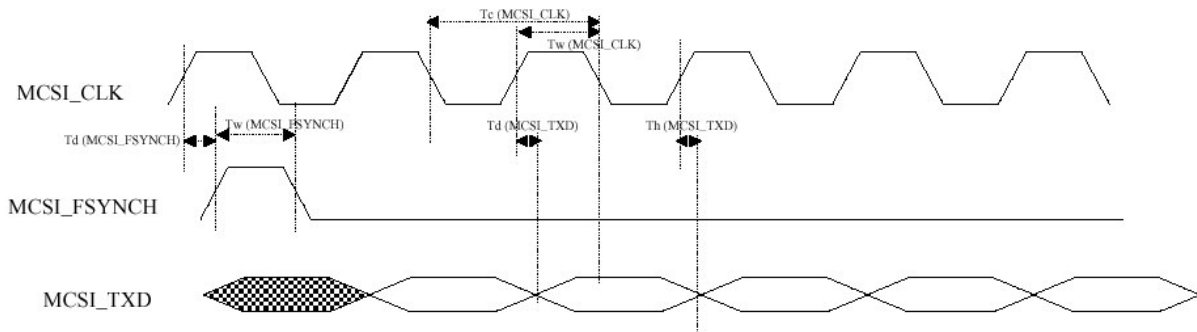 Tc (MCSI_CLK)
Tw (MCSI_CLK)
MCSI_CLK
Tw (MCSI_FSYNCH)
Td (MCSI_FSYNCH)
Td (MCSI_TXD)
Th (MCSI_TXD)
MCSI_FSYNCH
MCSI_TXD